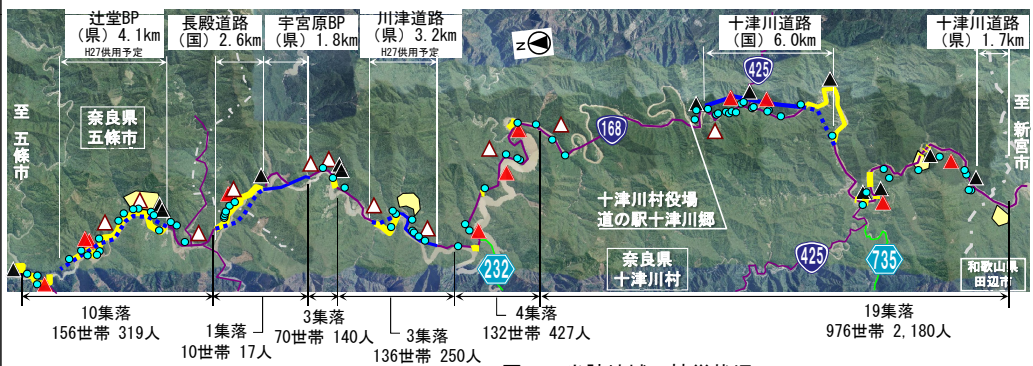 辻堂BP
（県）4.1km
H27供用予定
長殿道路
（国）2.6km
宇宮原BP
（県）1.8km
川津道路
（県）3.2km
H27供用予定
十津川道路
（国）6.0km
十津川道路
（県）1.7km
N
至 五條市
奈良県
五條市
425
168
至 新宮市
十津川村役場
道の駅十津川郷
奈良県
十津川村
232
425
735
和歌山県
田辺市
10集落
156世帯 319人
1集落
10世帯 17人
3集落
70世帯 140人
3集落
136世帯 250人
4集落
132世帯 427人
19集落
976世帯 2,180人